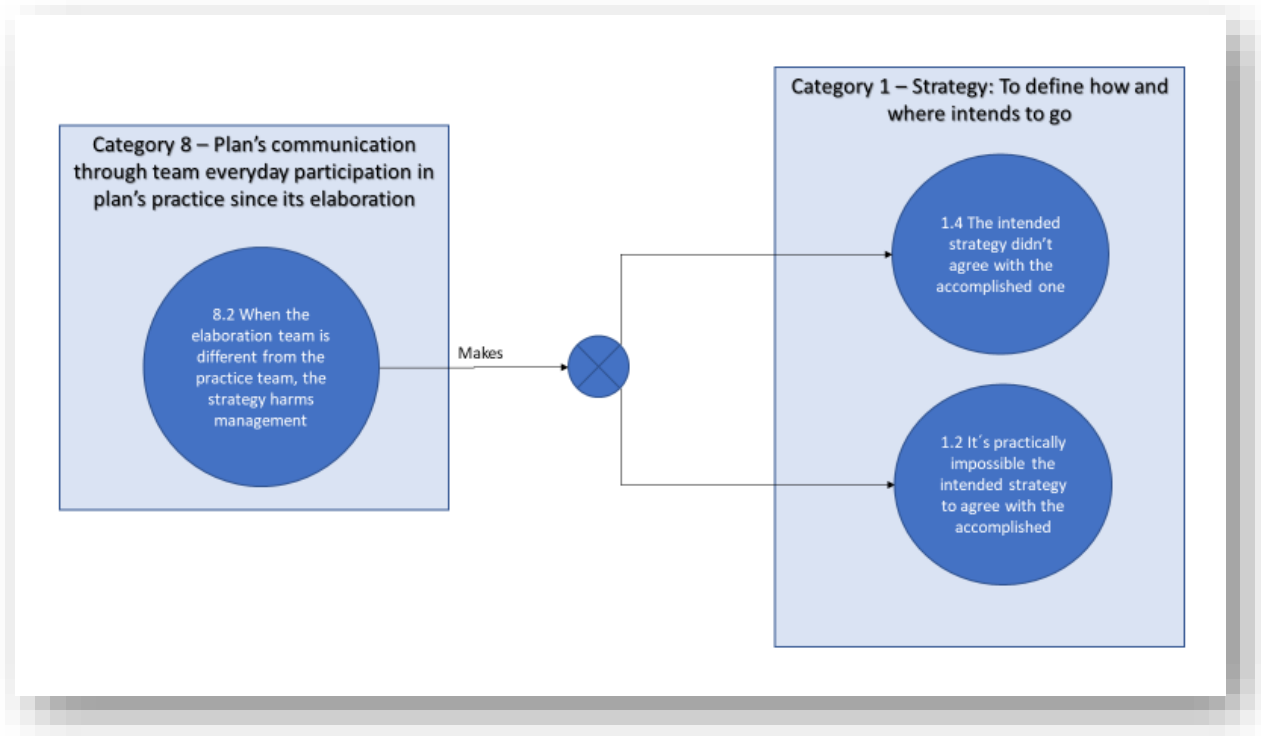 Category 8 – Plan's communication
through team everyday participation in
plan's practice since its elaboration
8.2 When the
elaboration team is
different from the
practice team, the
strategy harms
management
Makes
Category 1 – Strategy: To define how and
where intends to go
1.4 The intended
strategy didn't
agree with the
accomplished one
1.2 It´s practically
impossible the
intended strategy
to agree with the
accomplished